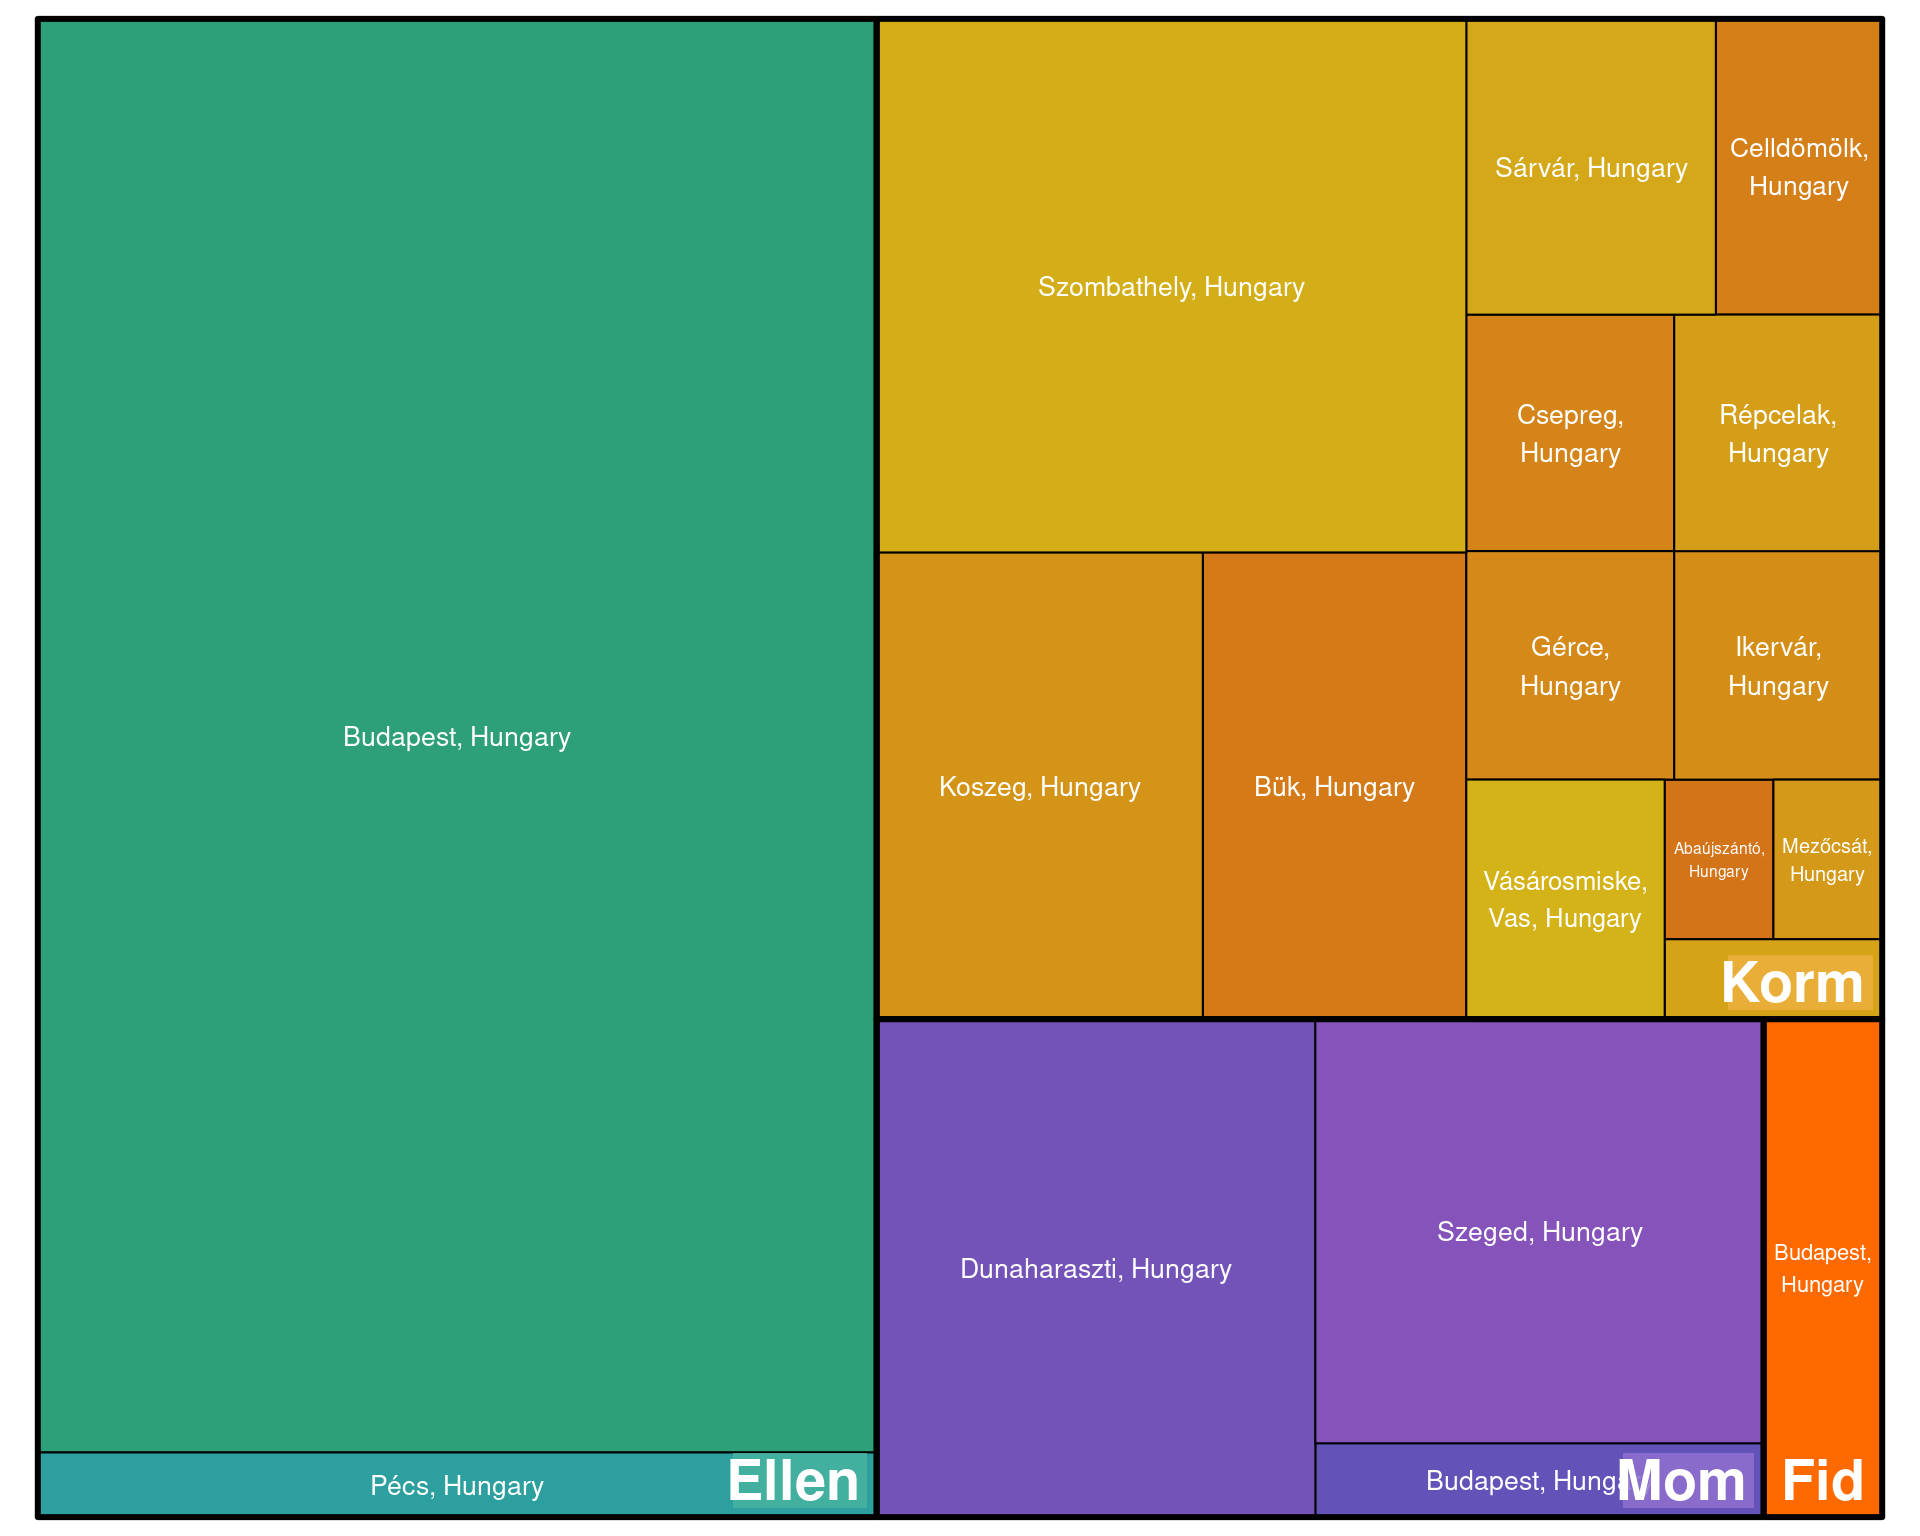 Budapest, Hungary
Pécs, Hungary
Ellen
Szombathely, Hungary
Sárvár, Hungary
Celldömölk,
Hungary
Csepreg,
Hungary
Répcelak,
Hungary
Koszeg, Hungary
Bük, Hungary
Gérce,
Hungary
Ikervár,
Hungary
Vásárosmiske,
Vas, Hungary
Abaújszántó,
Hungary
Mezőcsát,
Hungary
Korm
Dunaharaszti, Hungary
Szeged, Hungary
Budapest,
Mom
Budapest,
Hungary
Fid